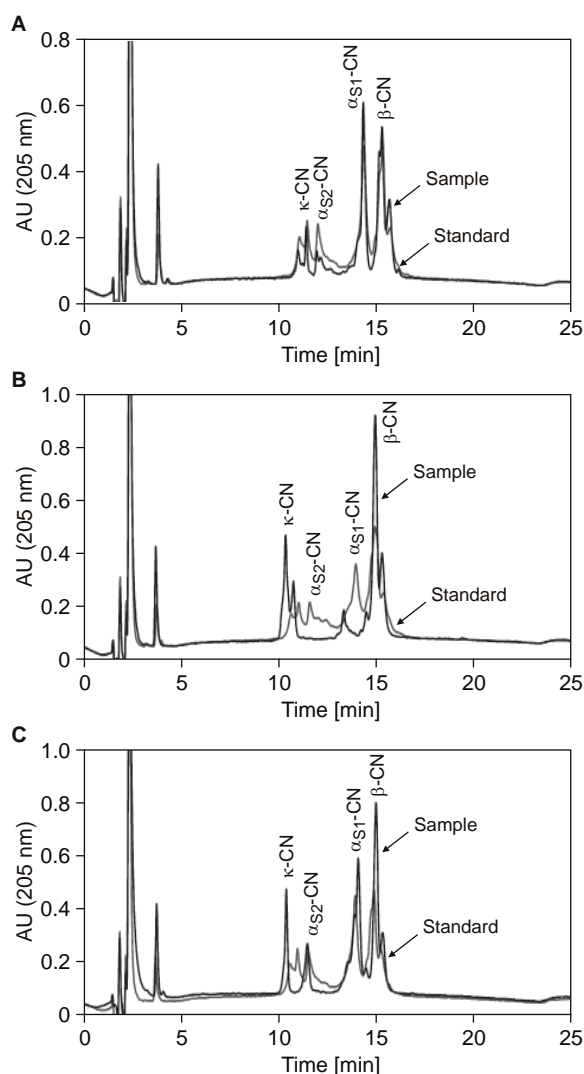 A
AU (205 nm)
0.8
0.6
0.4
0.2
0
κ-CN
αS2-CN
αS1-CN
β-CN
Sample
Standard
0 5 10 15 20 25
Time [min]
B
AU (205 nm)
1.0
0.8
0.6
0.4
0.2
0
κ-CN
αS2-CN
αS1-CN
β-CN
Sample
Standard
0 5 10 15 20 25
Time [min]
C
AU (205 nm)
1.0
0.8
0.6
0.4
0.2
0
κ-CN
αS2-CN
αS1-CN
β-CN
Sample
Standard
0 5 10 15 20 25
Time [min]